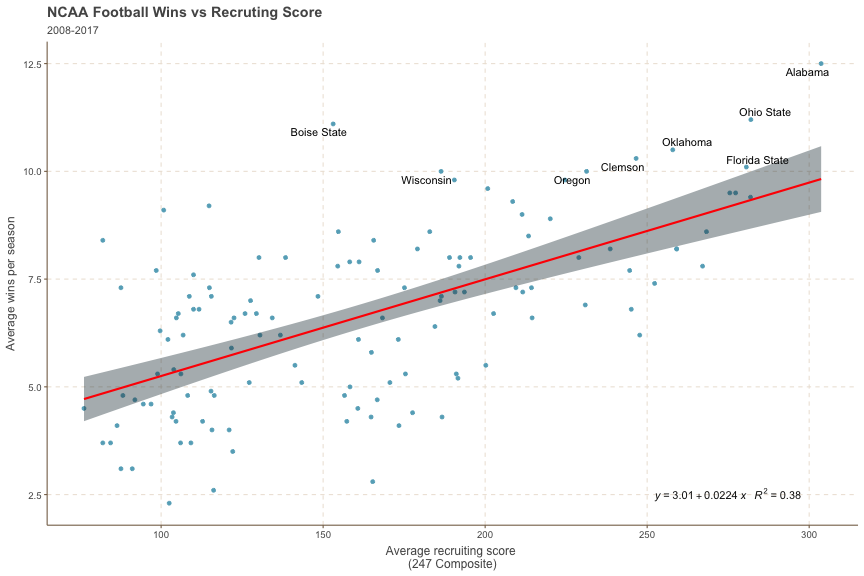 NCAA Football Wins vs Recruting Score
2008-2017
12.5
Alabama
Ohio State
Boise State
Oklahoma
Florida State
10.0
Clemson
Wisconsin
Oregon
7.5
5.0
2.5
y = 3.01 + 0.0224 x R² = 0.38
100
150
200
250
300
Average wins per season
Average recruiting score
(247 Composite)